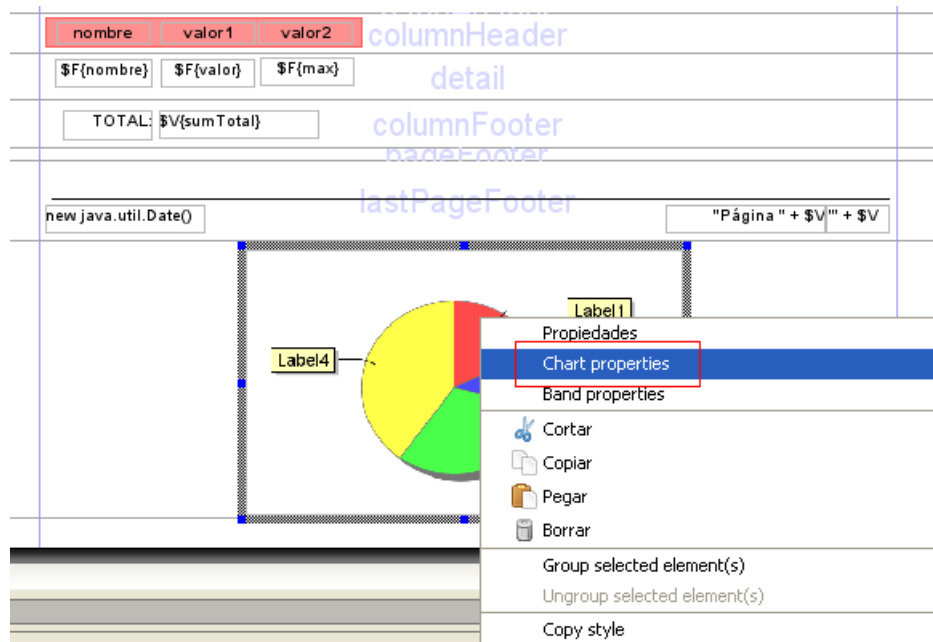 nombre valor1 valor2 columnHeader
$F{nombre} $F{valor} $F{max} detail
TOTAL: $V{sumTotal} columnFooter
pageFooter
lastPageFooter
new java.util.Date() "Página " + $V "" + $V
Label1
Label4
Propiedades
Chart properties
Band properties
Cortar
Copiar
Pegar
Borrar
Group selected element(s)
Ungroup selected element(s)
Copy style